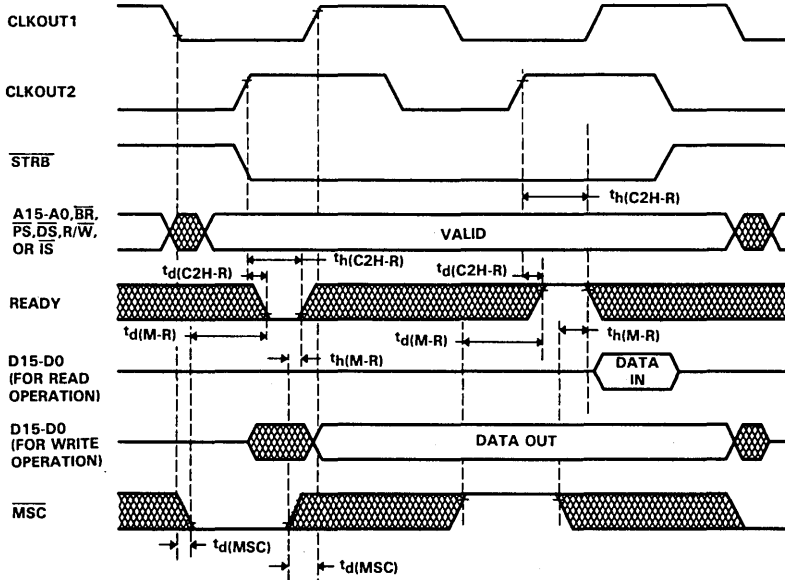 CLKOUT1
CLKOUT2
STRB
th(C2H-R)
A15-A0, BR,
PS, DS, R/W,
OR IS
VALID
td(C2H-R)
th(C2H-R)
td(C2H-R)
READY
td(M-R)
th(M-R)
td(M-R)
th(M-R)
D15-D0
(FOR READ
OPERATION)
DATA
IN
D15-D0
(FOR WRITE
OPERATION)
DATA OUT
MSC
td(MSC)
td(MSC)